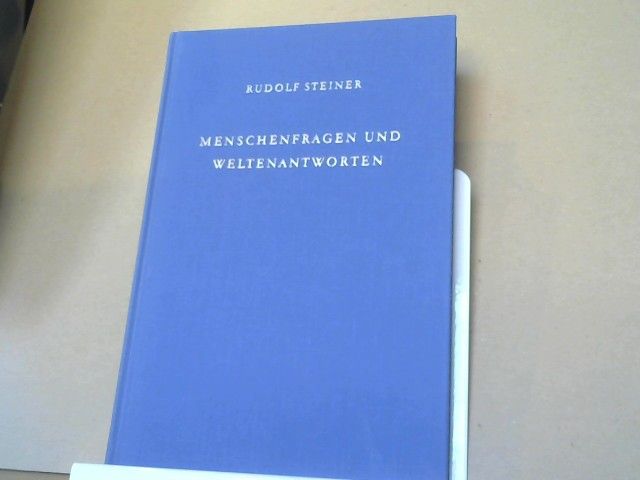 RUDOLF STEINER
MENSCHENFRAGEN UND
WELTENANTWORTEN